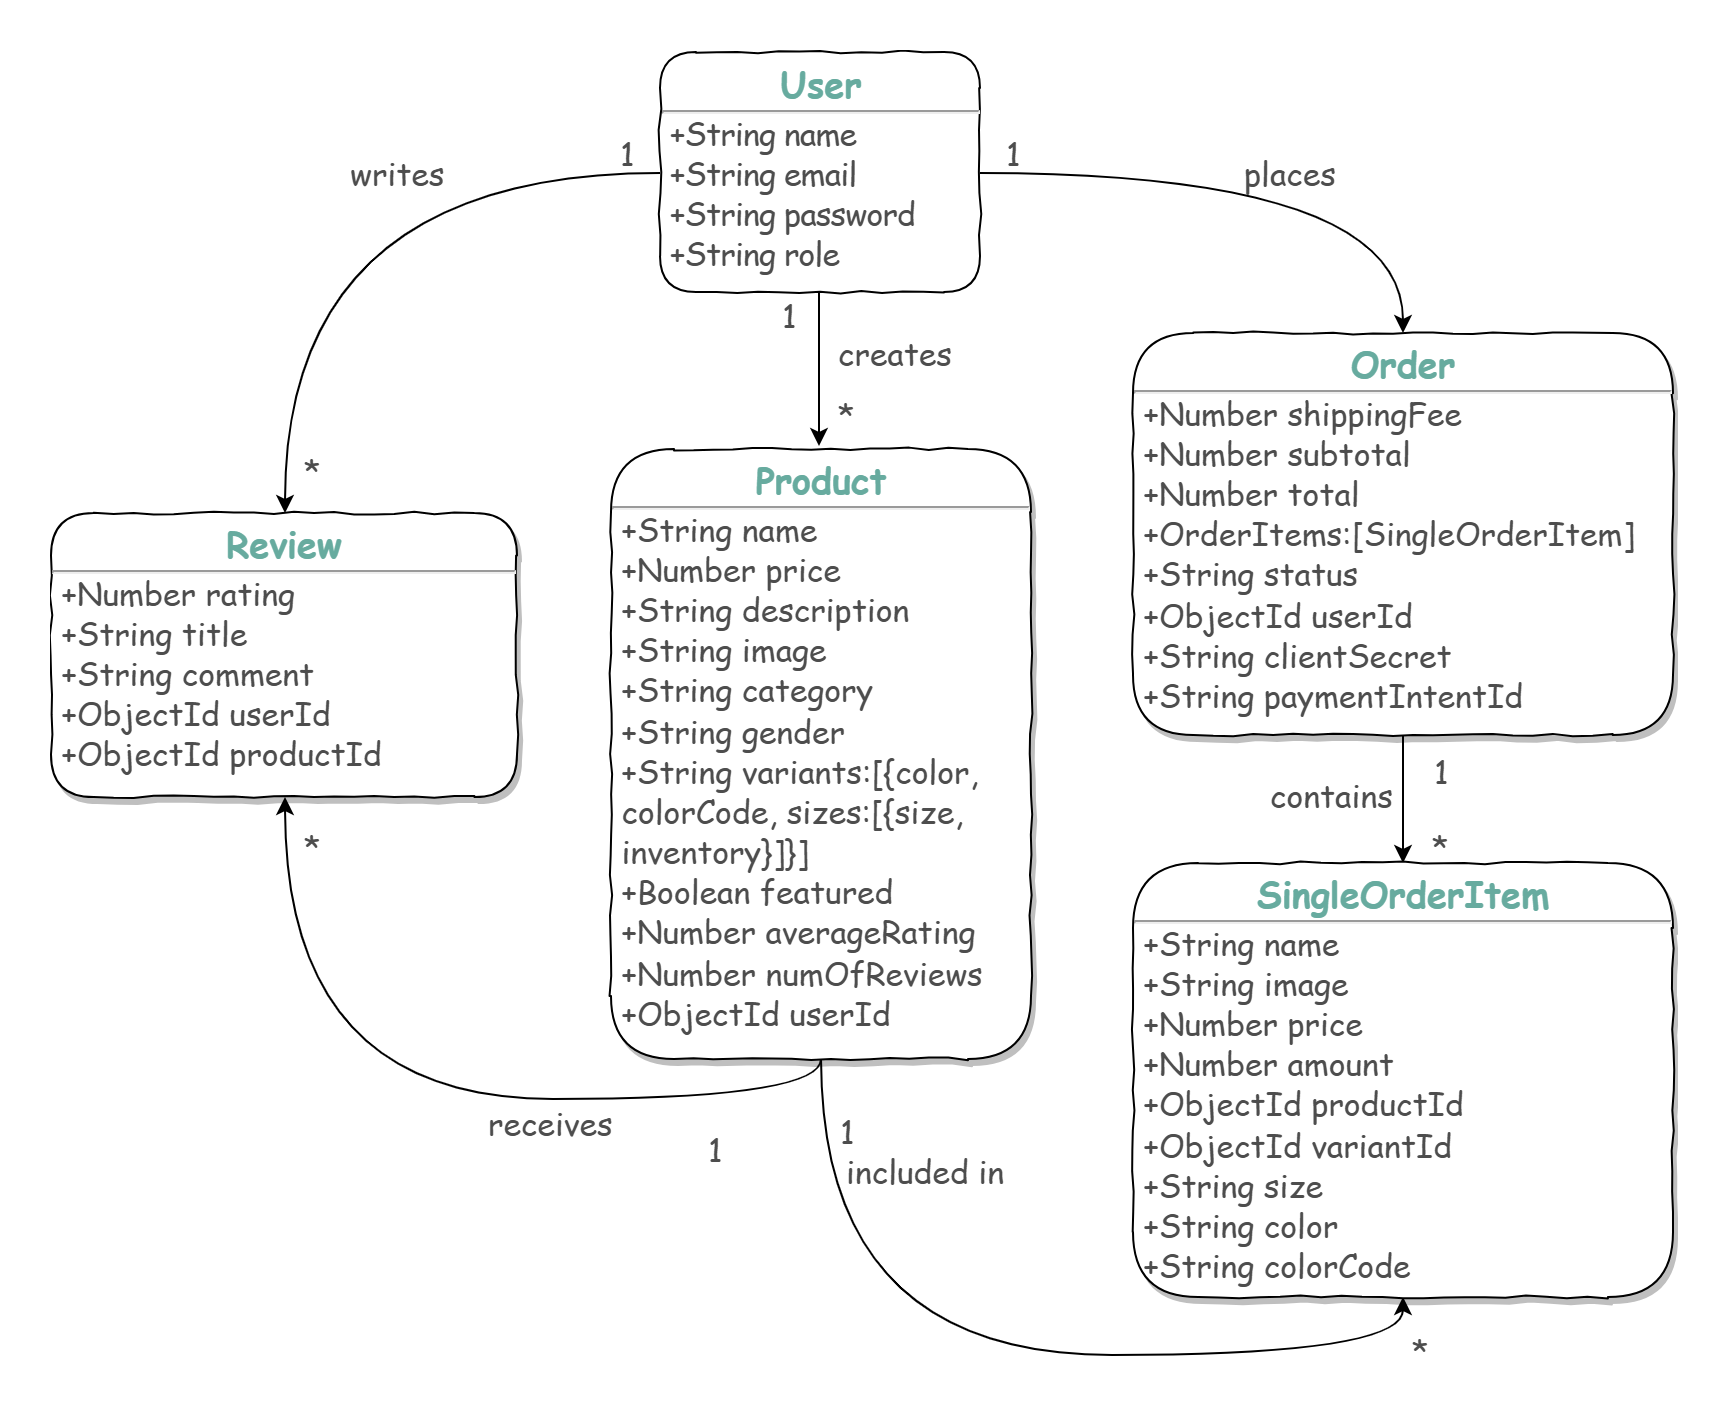 User
+String name
+String email
+String password
+String role
1
writes
*
1
places
1
creates
*
Review
+Number rating
+String title
+String comment
+ObjectId userId
+ObjectId productId
*
receives
1
Product
+String name
+Number price
+String description
+String image
+String category
+String gender
+String variants:[{color,
colorCode, sizes:[{size,
inventory}]}]
+Boolean featured
+Number averageRating
+Number numOfReviews
+ObjectId userId
1
included in
*
Order
+Number shippingFee
+Number subtotal
+Number total
+OrderItems:[SingleOrderItem]
+String status
+ObjectId userId
+String clientSecret
+String paymentIntentId
1
contains
*
SingleOrderItem
+String name
+String image
+Number price
+Number amount
+ObjectId productId
+ObjectId variantId
+String size
+String color
+String colorCode